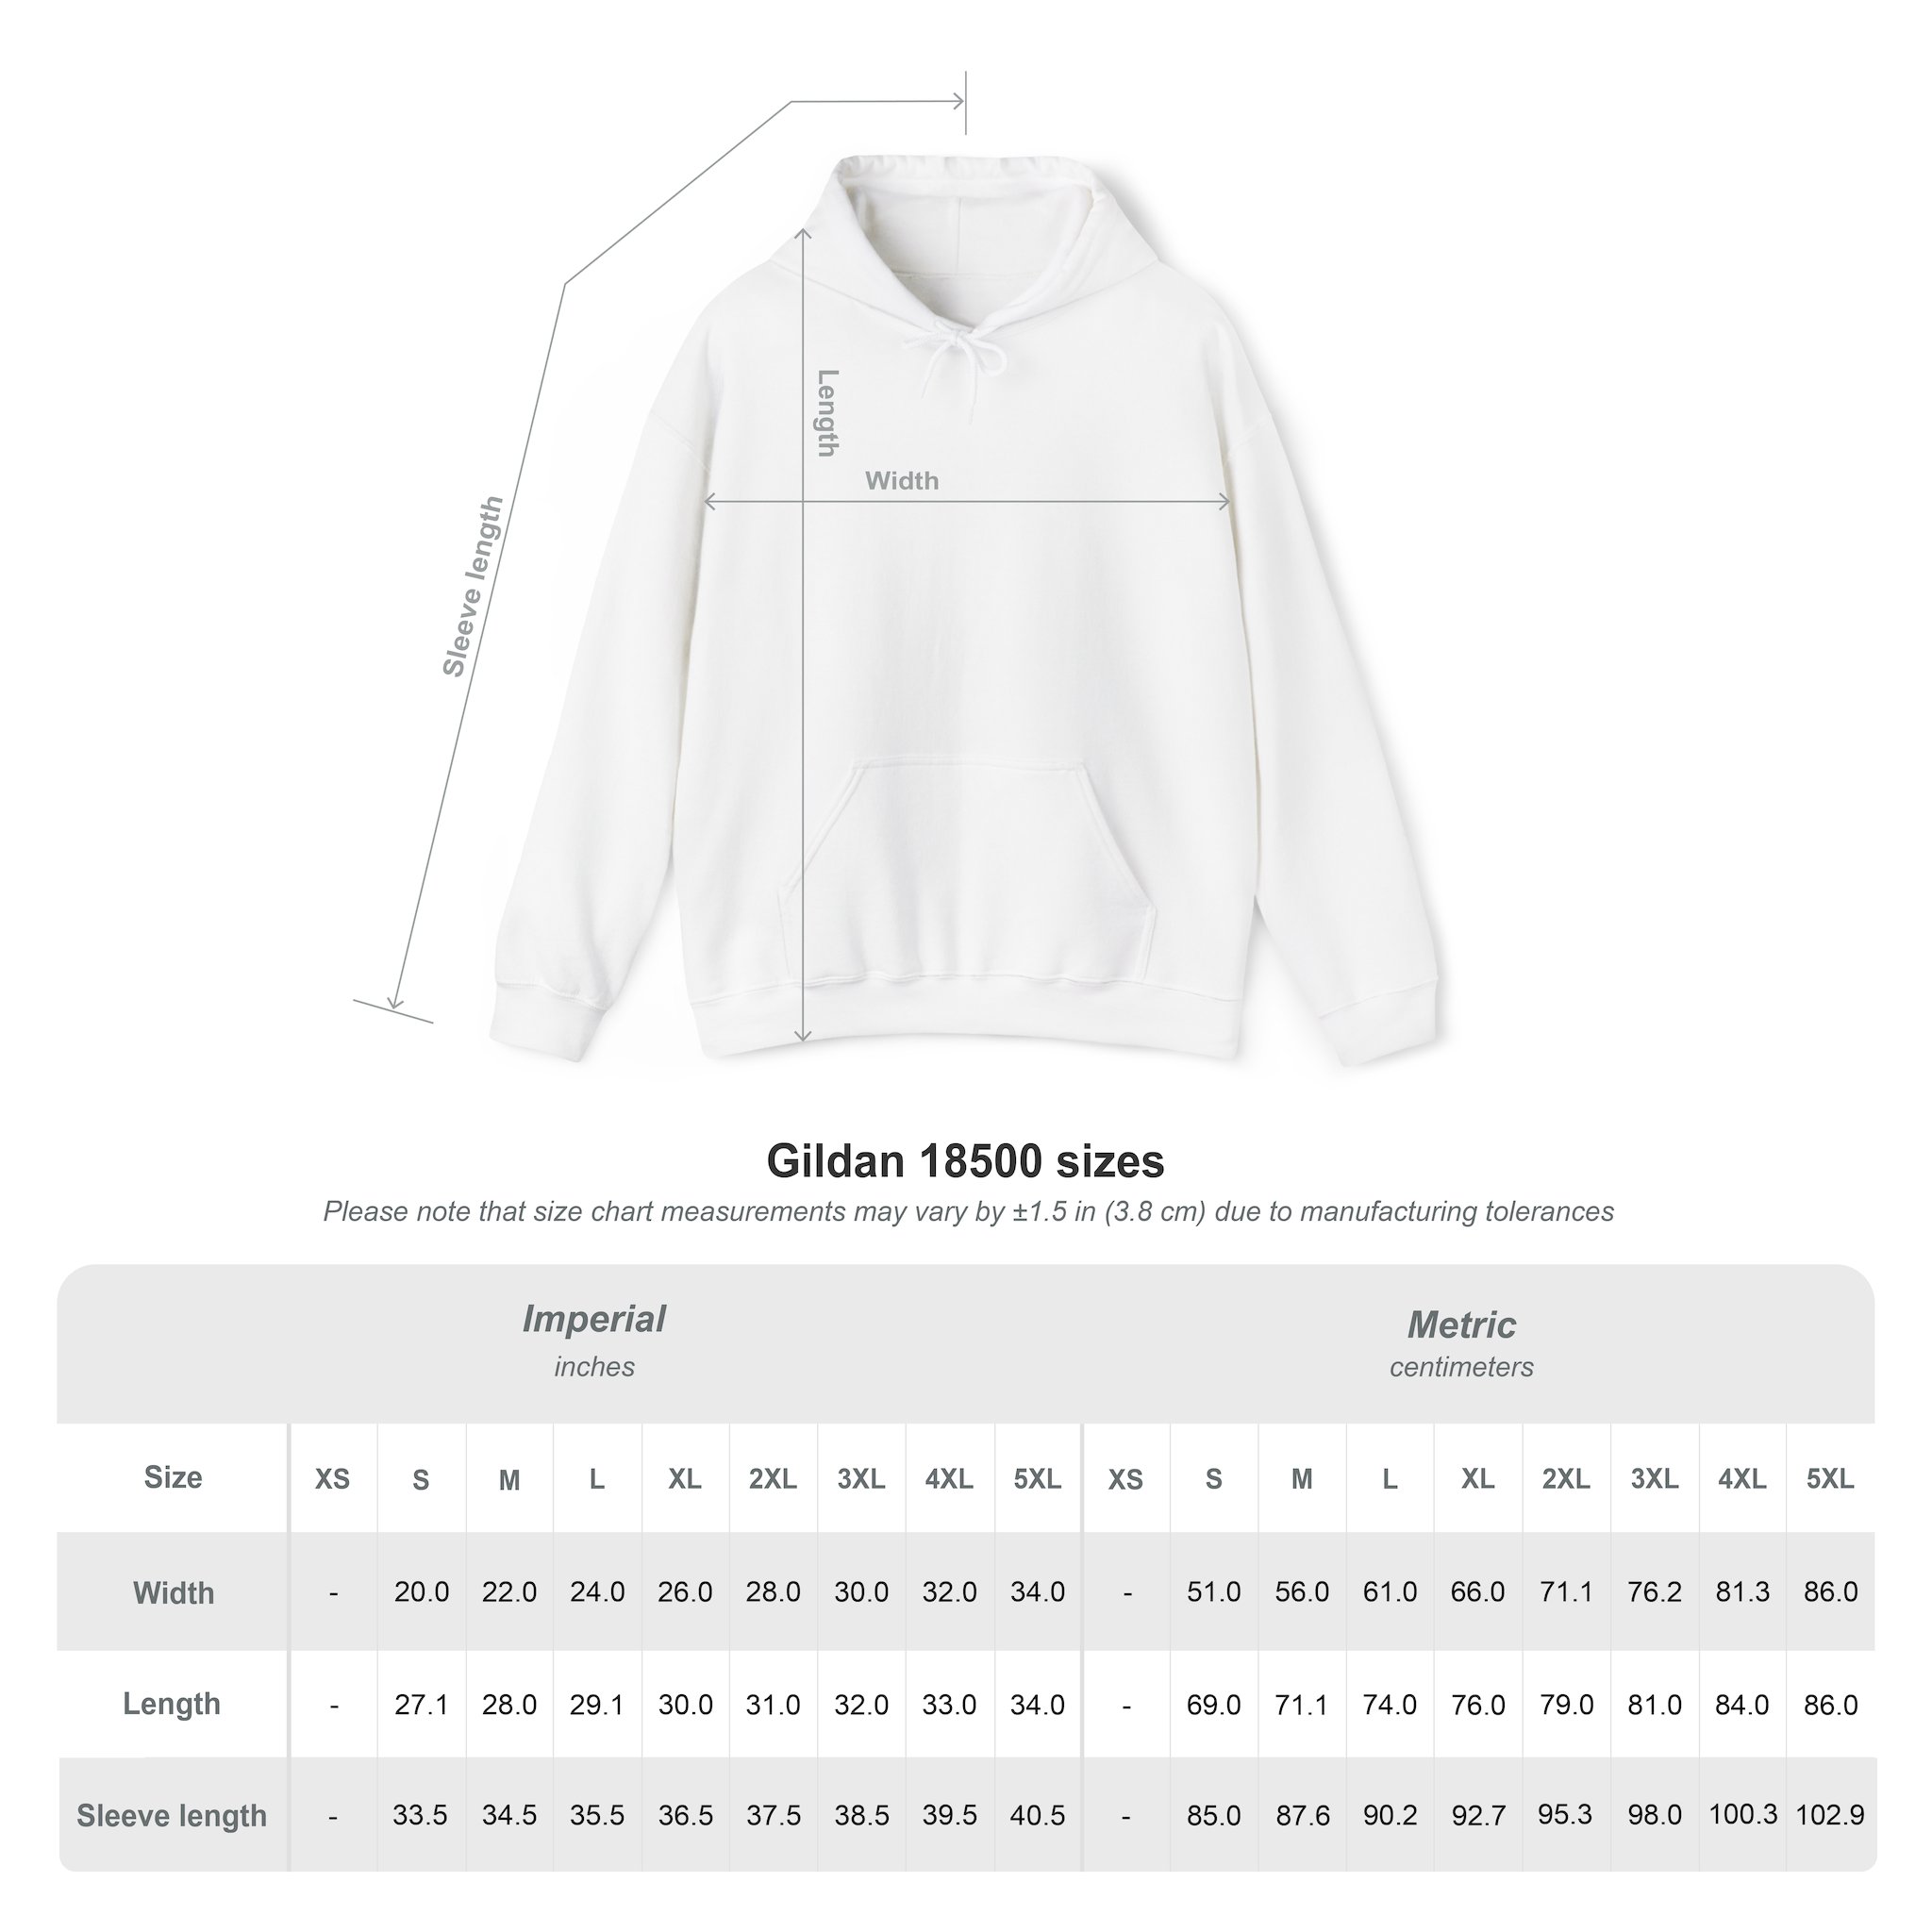 Length
Width
Sleeve length
Gildan 18500 sizes
Please note that size chart measurements may vary by ±1.5 in (3.8 cm) due to manufacturing tolerances
Imperial Metric
inches centimeters
Size XS S M L XL 2XL 3XL 4XL 5XL XS S M L XL 2XL 3XL 4XL 5XL
Width - 20.0 22.0 24.0 26.0 28.0 30.0 32.0 34.0 - 51.0 56.0 61.0 66.0 71.1 76.2 81.3 86.0
Length - 27.1 28.0 29.1 30.0 31.0 32.0 33.0 34.0 - 69.0 71.1 74.0 76.0 79.0 81.0 84.0 86.0
Sleeve length - 33.5 34.5 35.5 36.5 37.5 38.5 39.5 40.5 - 85.0 87.6 90.2 92.7 95.3 98.0 100.3 102.9